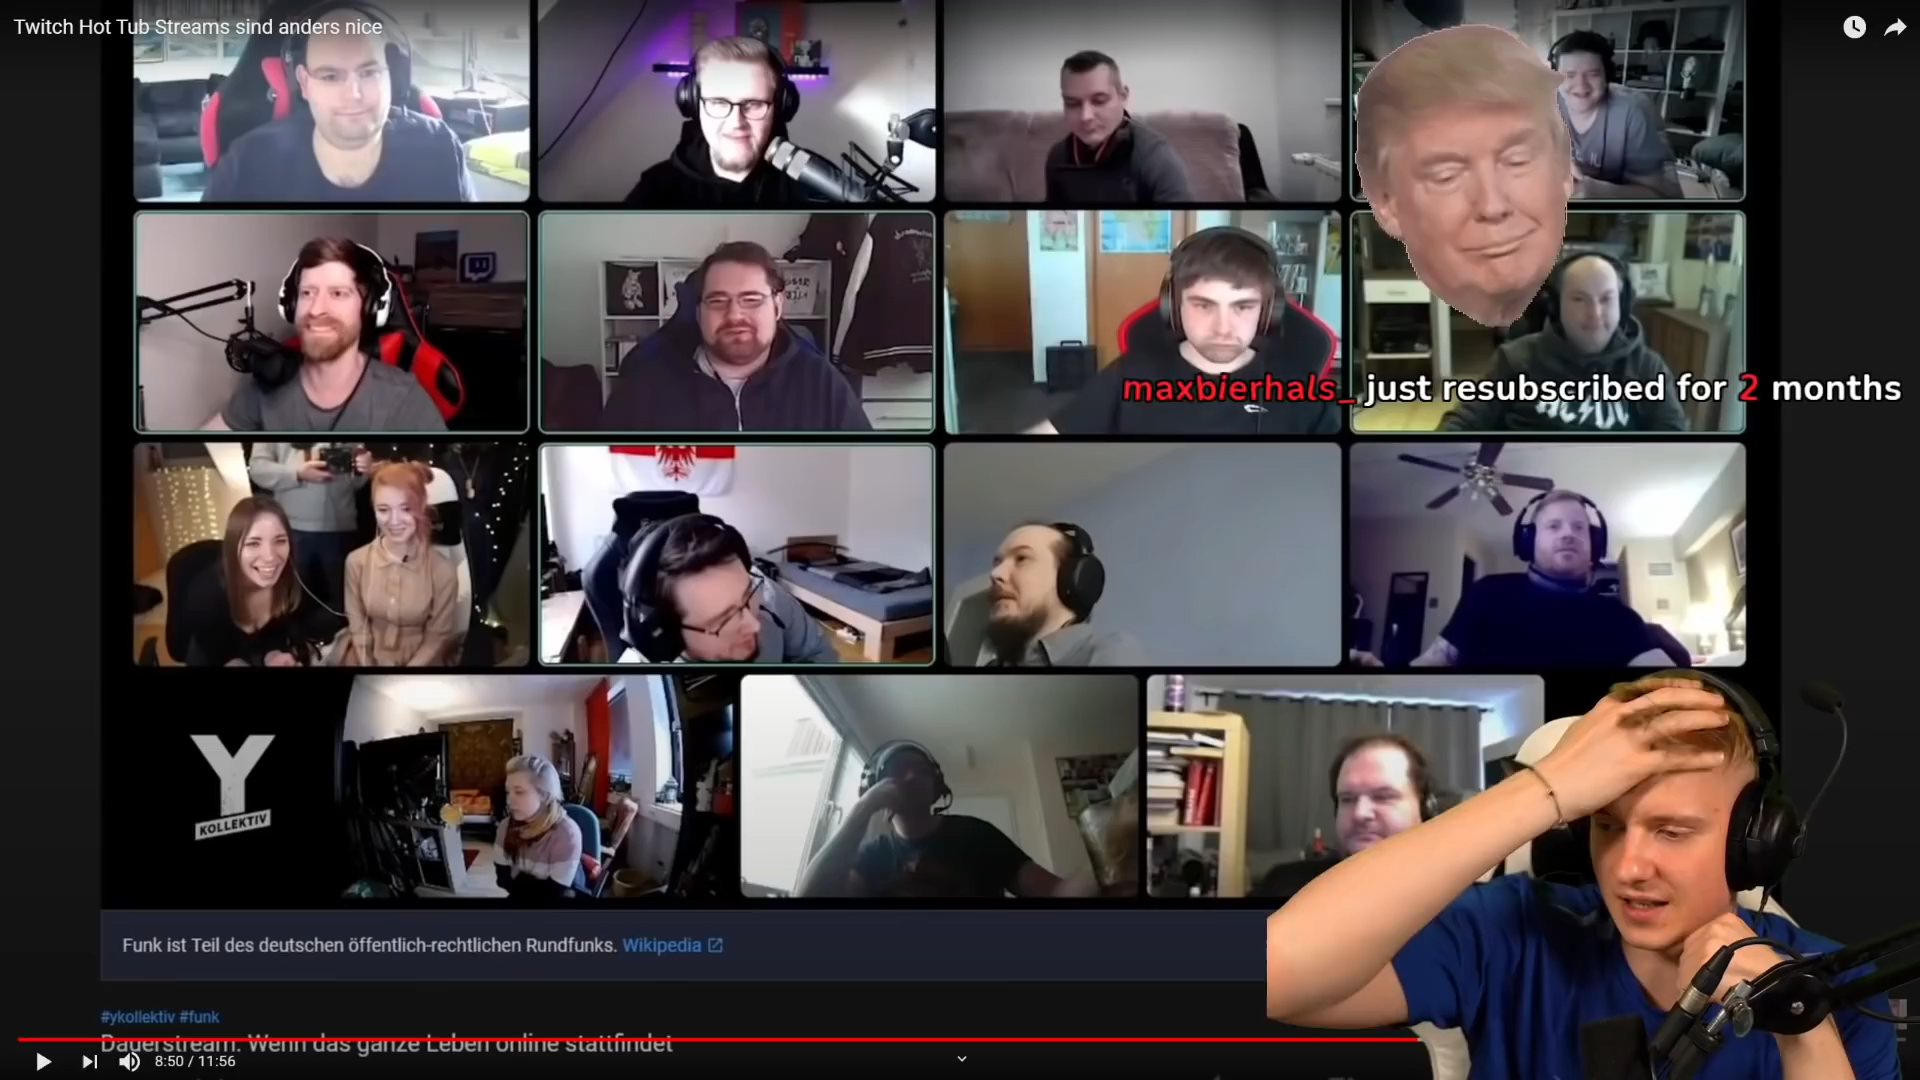 Twitch Hot Tub Streams sind anders nice
maxbierhals_ just resubscribed for 2 months
Y
KOLLEKTIV
Funk ist Teil des deutschen öffentlich-rechtlichen Rundfunks. Wikipedia
#ykollektiv #funk
Dauerstream: Wenn das ganze Leben online stattfindet
8:50 / 11:56